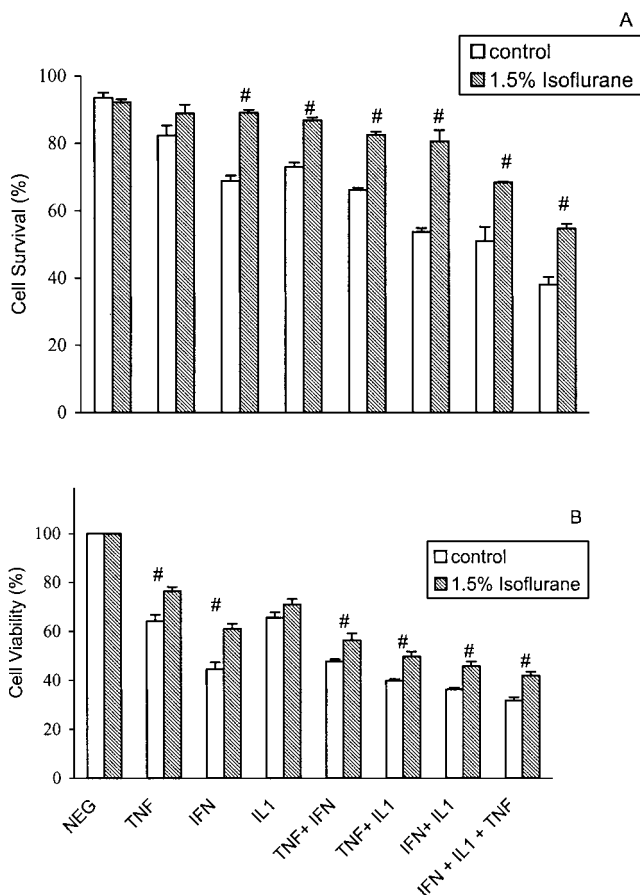 A
control
1.5% Isoflurane
100
80
60
40
20
0
Cell Survival (%)
# # # # # #
B
control
1.5% Isoflurane
100
80
60
40
20
0
Cell Viability (%)
# # # # # #
NEG
TNF
IFN
IL1
TNF+ IFN
TNF+ IL1
IFN+ IL1
IFN + IL1 + TNF